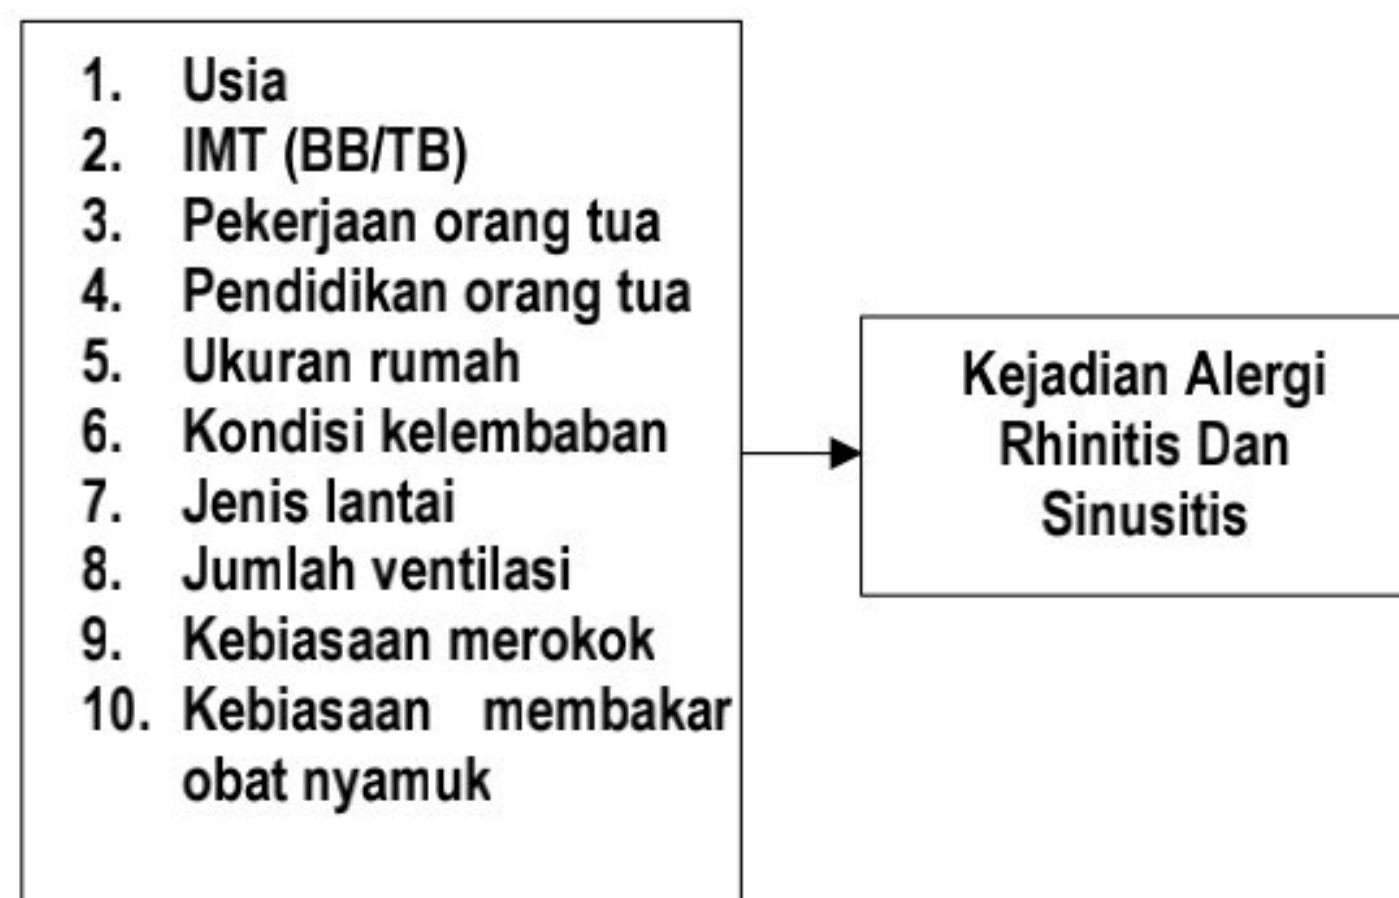 1. Usia
2. IMT (BB/TB)
3. Pekerjaan orang tua
4. Pendidikan orang tua
5. Ukuran rumah
6. Kondisi kelembaban
7. Jenis lantai
8. Jumlah ventilasi
9. Kebiasaan merokok
10. Kebiasaan membakar
obat nyamuk
Kejadian Alergi
Rhinitis Dan
Sinusitis